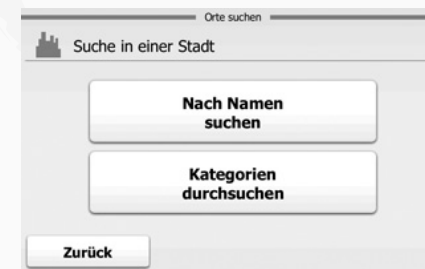 Orte suchen
Suche in einer Stadt
Nach Namen
suchen
Kategorien
durchsuchen
Zurück